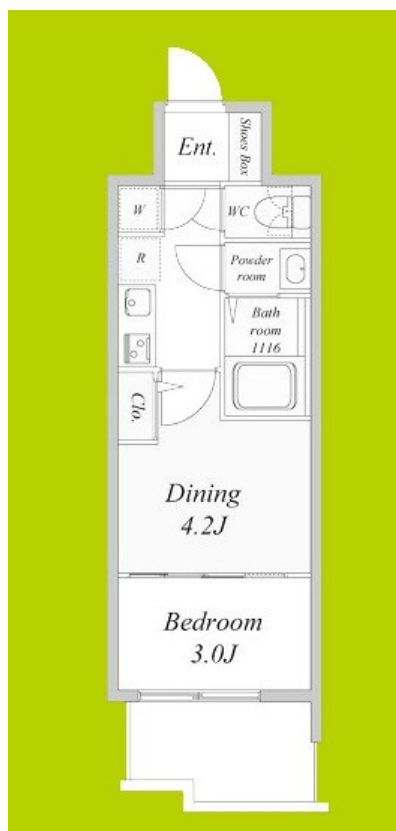 Ent.
Shoes Box
W
WC
R
Powder
room
Bath
room
1116
Clo.
Dining
4.2J
Bedroom
3.0J